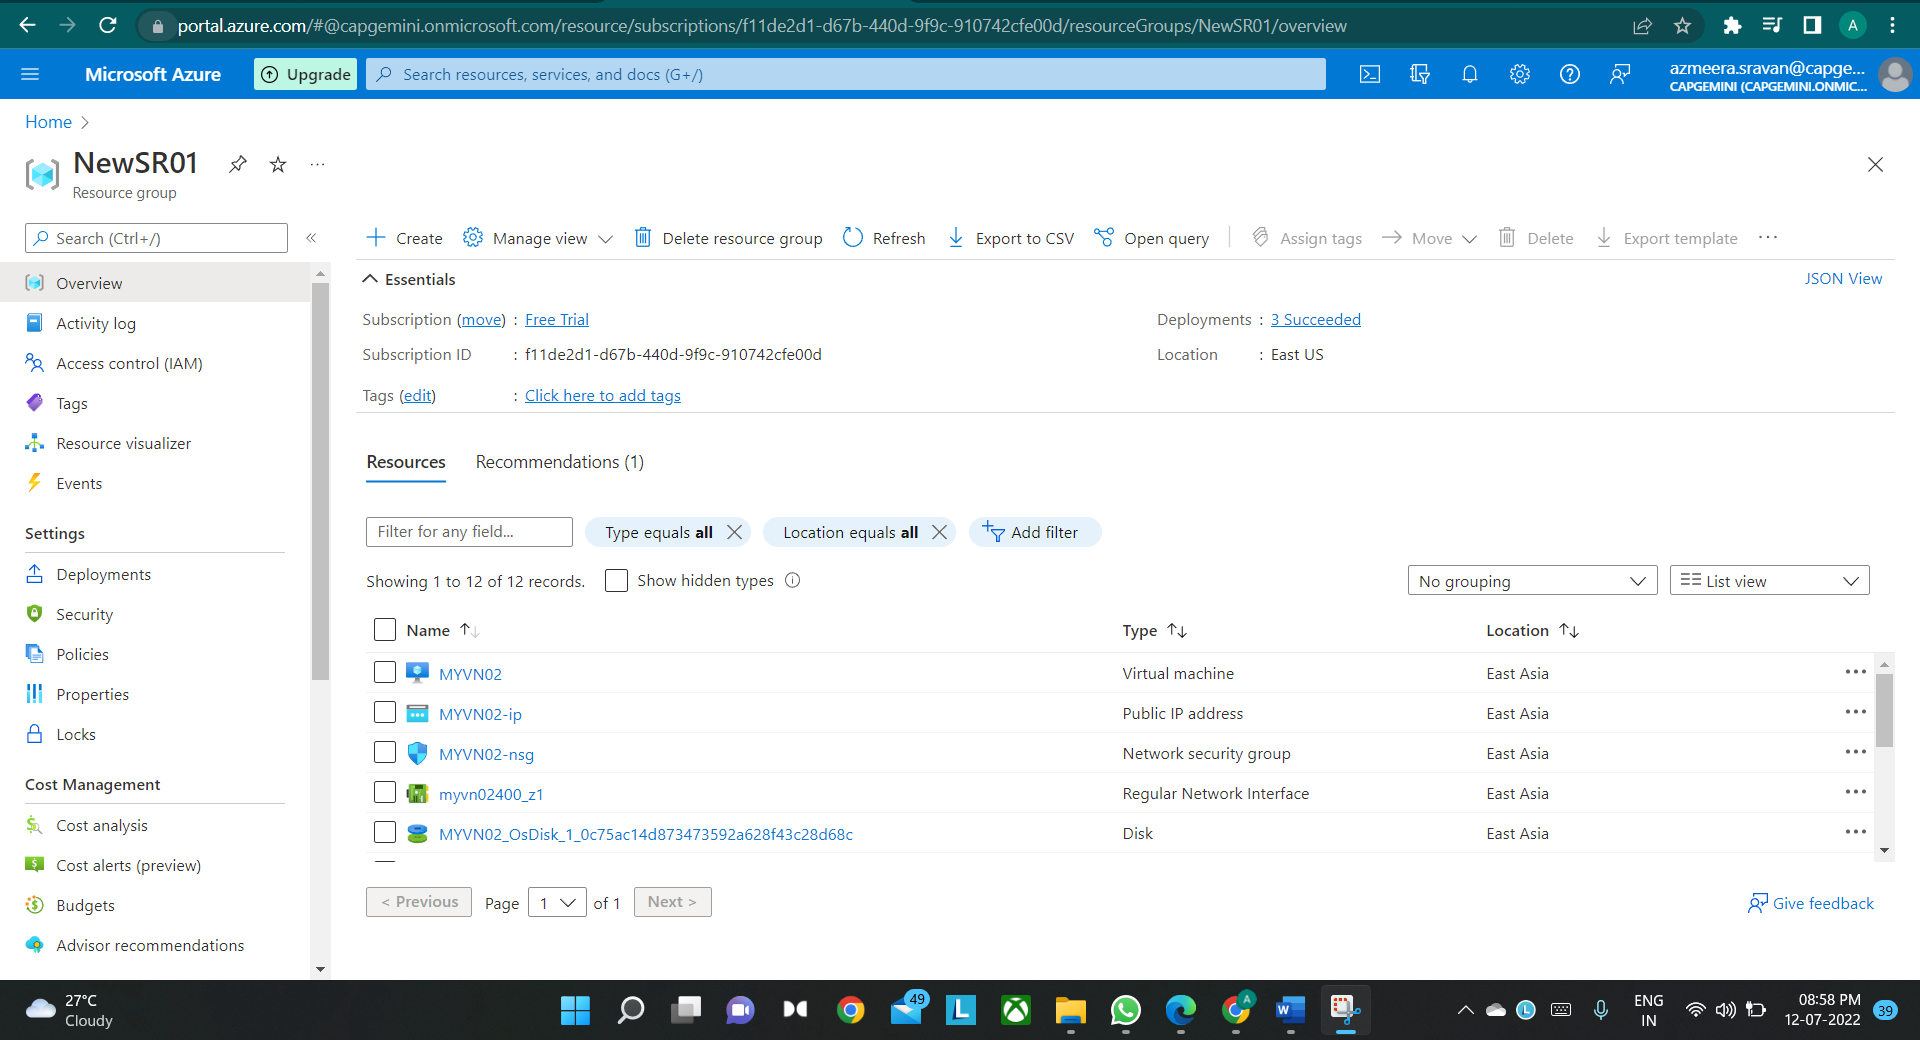 portal.azure.com/#@capgemini.onmicrosoft.com/resource/subscriptions/f11de2d1-d67b-440d-9f9c-910742cfe00d/resourceGroups/NewSR01/overview
A
Microsoft Azure
Upgrade
Search resources, services, and docs (G+/)
azmeera.sravan@capge...
CAPGEMINI (CAPGEMINI.ONMIC...
Home
NewSR01
...
Resource group
Search (Ctrl+/)
«
Create
Manage view
Delete resource group
Refresh
Export to CSV
Open query
Assign tags
Move
Delete
Export template
...
Overview
Activity log
Access control (IAM)
Tags
Resource visualizer
Events
Settings
Deployments
Security
Policies
Properties
Locks
Cost Management
Cost analysis
Cost alerts (preview)
Budgets
Advisor recommendations
Essentials
JSON View
Subscription (move) : Free Trial
Subscription ID : f11de2d1-d67b-440d-9f9c-910742cfe00d
Tags (edit) : Click here to add tags
Deployments : 3 Succeeded
Location : East US
Resources
Recommendations (1)
Filter for any field...
Type equals all
Location equals all
Add filter
Showing 1 to 12 of 12 records.
Show hidden types
No grouping
List view
Name
Type
Location
MYVN02 Virtual machine East Asia
MYVN02-ip Public IP address East Asia
MYVN02-nsg Network security group East Asia
myvn02400_z1 Regular Network Interface East Asia
MYVN02_OsDisk_1_0c75ac14d873473592a628f43c28d68c Disk East Asia
< Previous
Page 1 of 1
Next >
Give feedback
27°C
Cloudy
49
L
A
W
L
ENG
IN
08:58 PM
12-07-2022
39